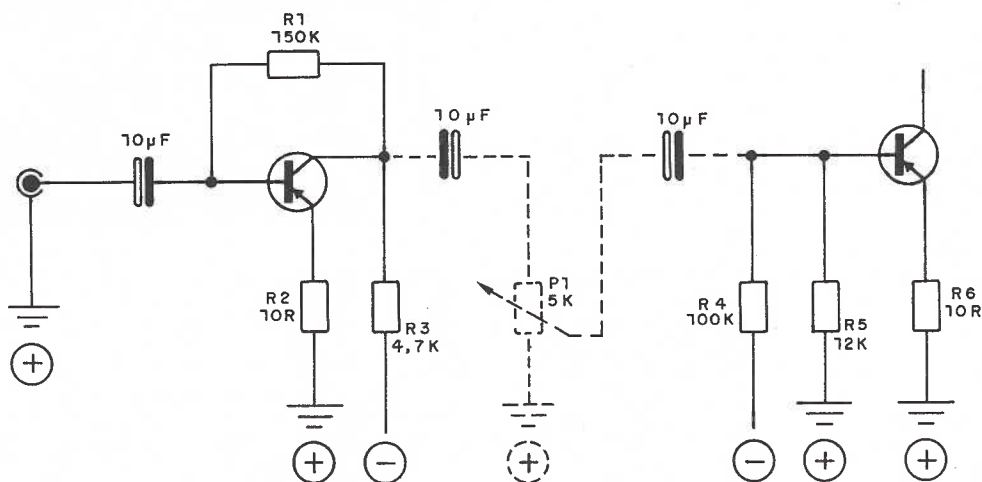 R1
150K
10µF
10µF
10µF
R2
10R
R3
4,7K
P1
5K
R4
100K
R5
12K
R6
10R
+
+
−
+
−
+
+